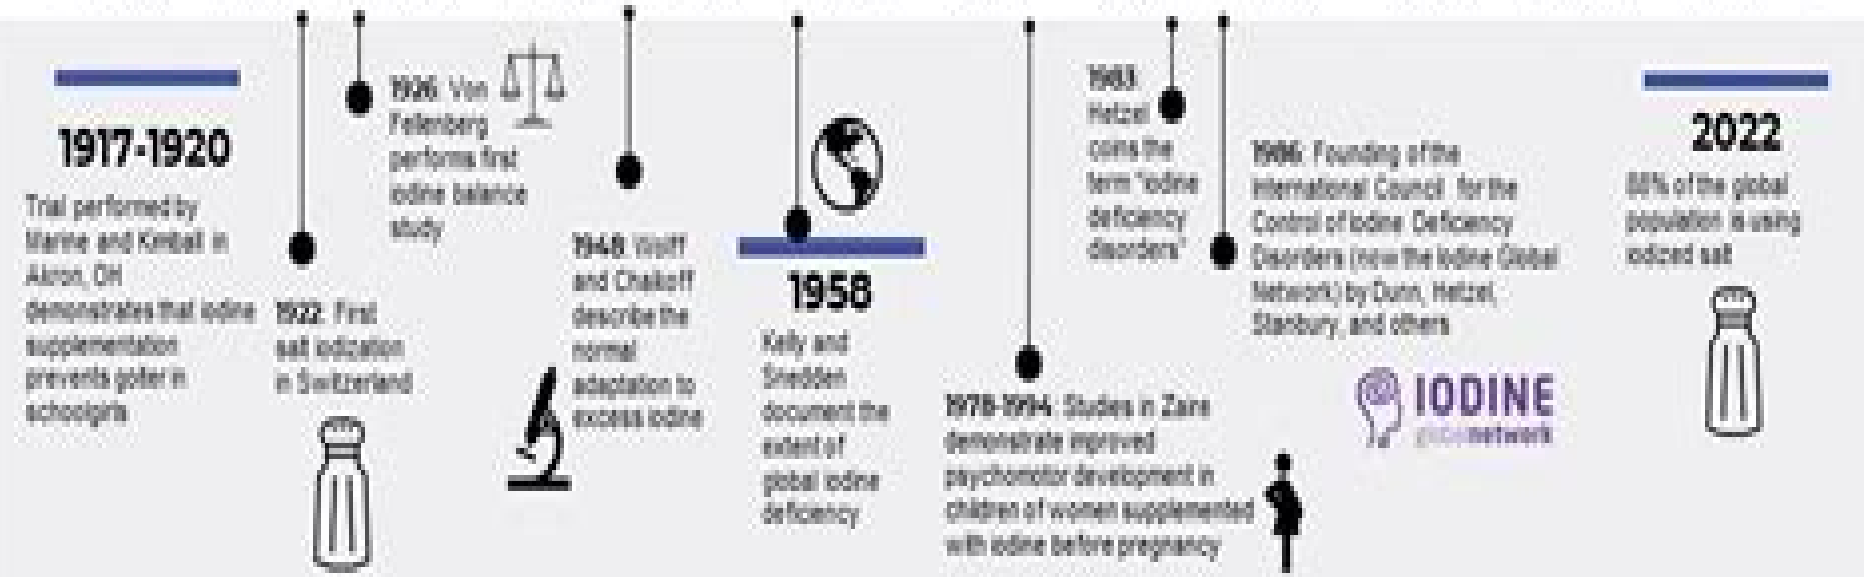 1917-1920
Trial performed by
Marine and Kimball in
Akron, OH
demonstrates that iodine
supplementation
prevents goiter in
schoolgirls
1922: First
salt iodization
in Switzerland
1926: Von
Fellenberg
performs first
iodine balance
study
1948: Wolff
and Chaikoff
describe the
normal
adaptation to
excess iodine
1958
Kelly and
Snedden
document the
extent of
global iodine
deficiency
1978-1994: Studies in Zaire
demonstrate improved
psychomotor development in
children of women supplemented
with iodine before pregnancy
1983:
Hetzel
coins the
term "iodine
deficiency
disorders"
1986: Founding of the
International Council for the
Control of Iodine Deficiency
Disorders (now the Iodine Global
Network) by Dunn, Hetzel,
Stanbury, and others
IODINE
global network
2022
88% of the global
population is using
iodized salt